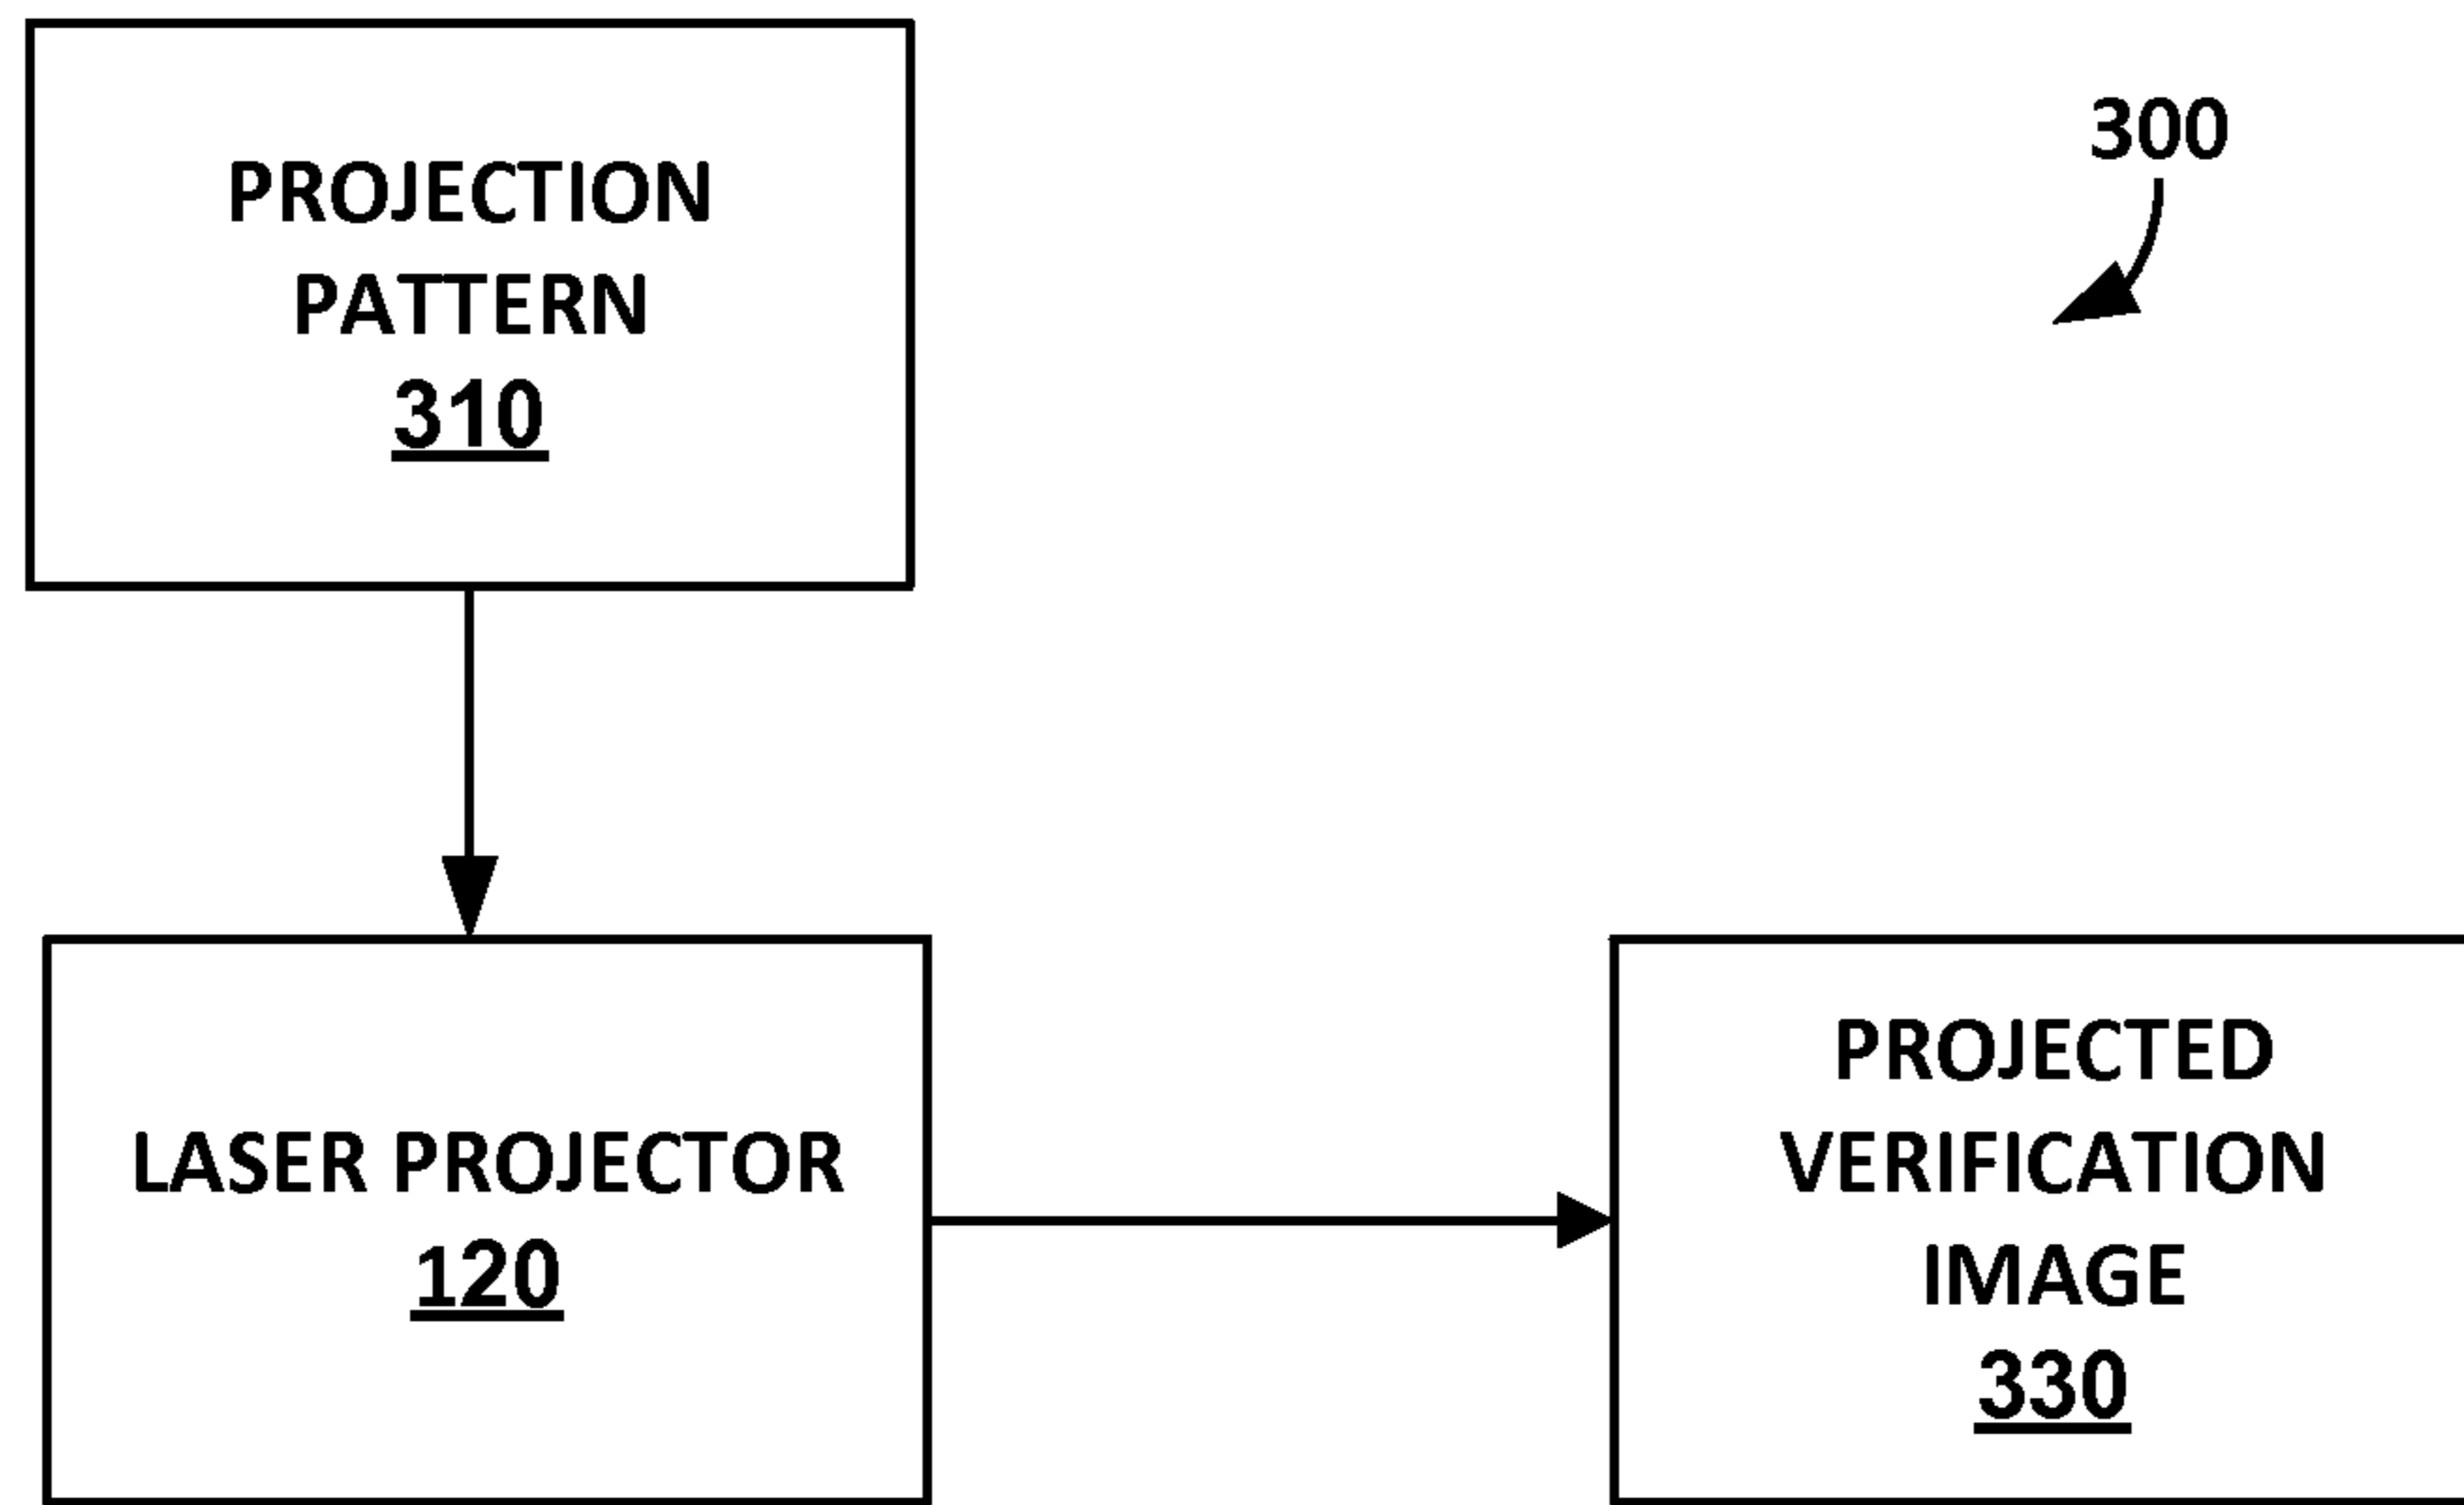 PROJECTION
PATTERN
310
300
LASER PROJECTOR
120
PROJECTED
VERIFICATION
IMAGE
330